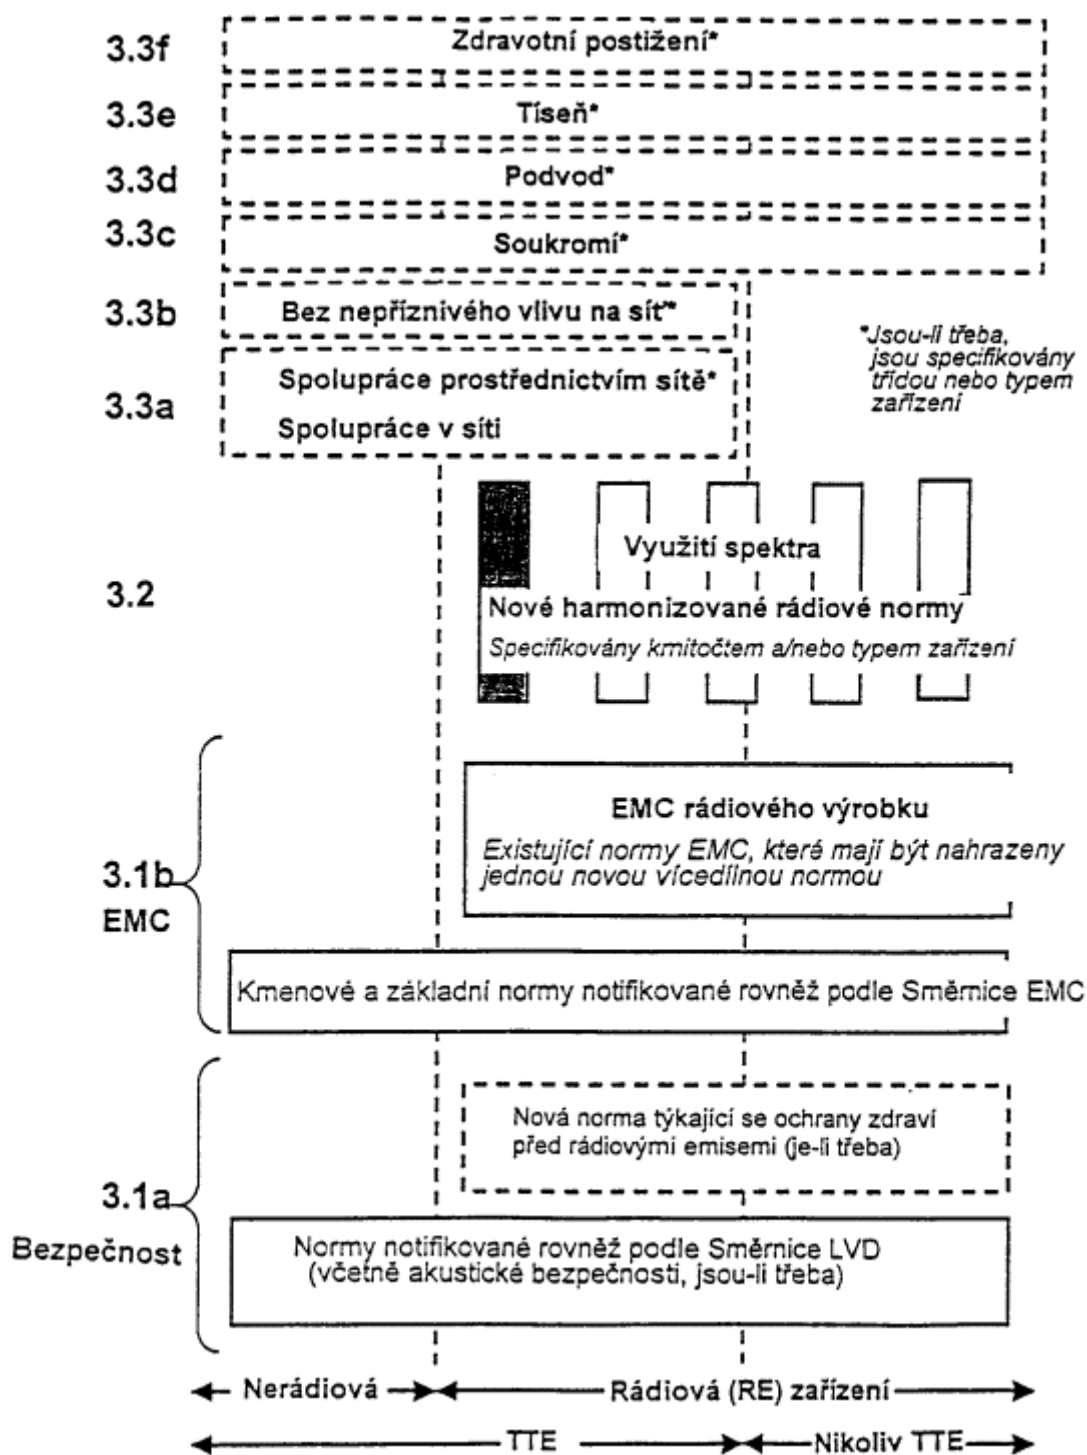 3.3f
Zdravotní postižení*
3.3e
Tíseň*
3.3d
Podvod*
3.3c
Soukromí*
3.3b
Bez nepříznivého vlivu na síť*
*Jsou-li třeba,
jsou specifikovány
třídou nebo typem
zařízení
3.3a
Spolupráce prostřednictvím sítě*
Spolupráce v síti
3.2
Využití spektra
Nové harmonizované rádiové normy
Specifikovány kmitočtem a/nebo typem zařízení
3.1b
EMC
EMC rádiového výrobku
Existující normy EMC, které mají být nahrazeny
jednou novou vícedílnou normou
Kmenové a základní normy notifikované rovněž podle Směrnice EMC
3.1a
Bezpečnost
Nová norma týkající se ochrany zdraví
před rádiovými emisemi (je-li třeba)
Normy notifikované rovněž podle Směrnice LVD
(včetně akustické bezpečnosti, jsou-li třeba)
Nerádiová
Rádiová (RE) zařízení
TTE
Nikoliv TTE